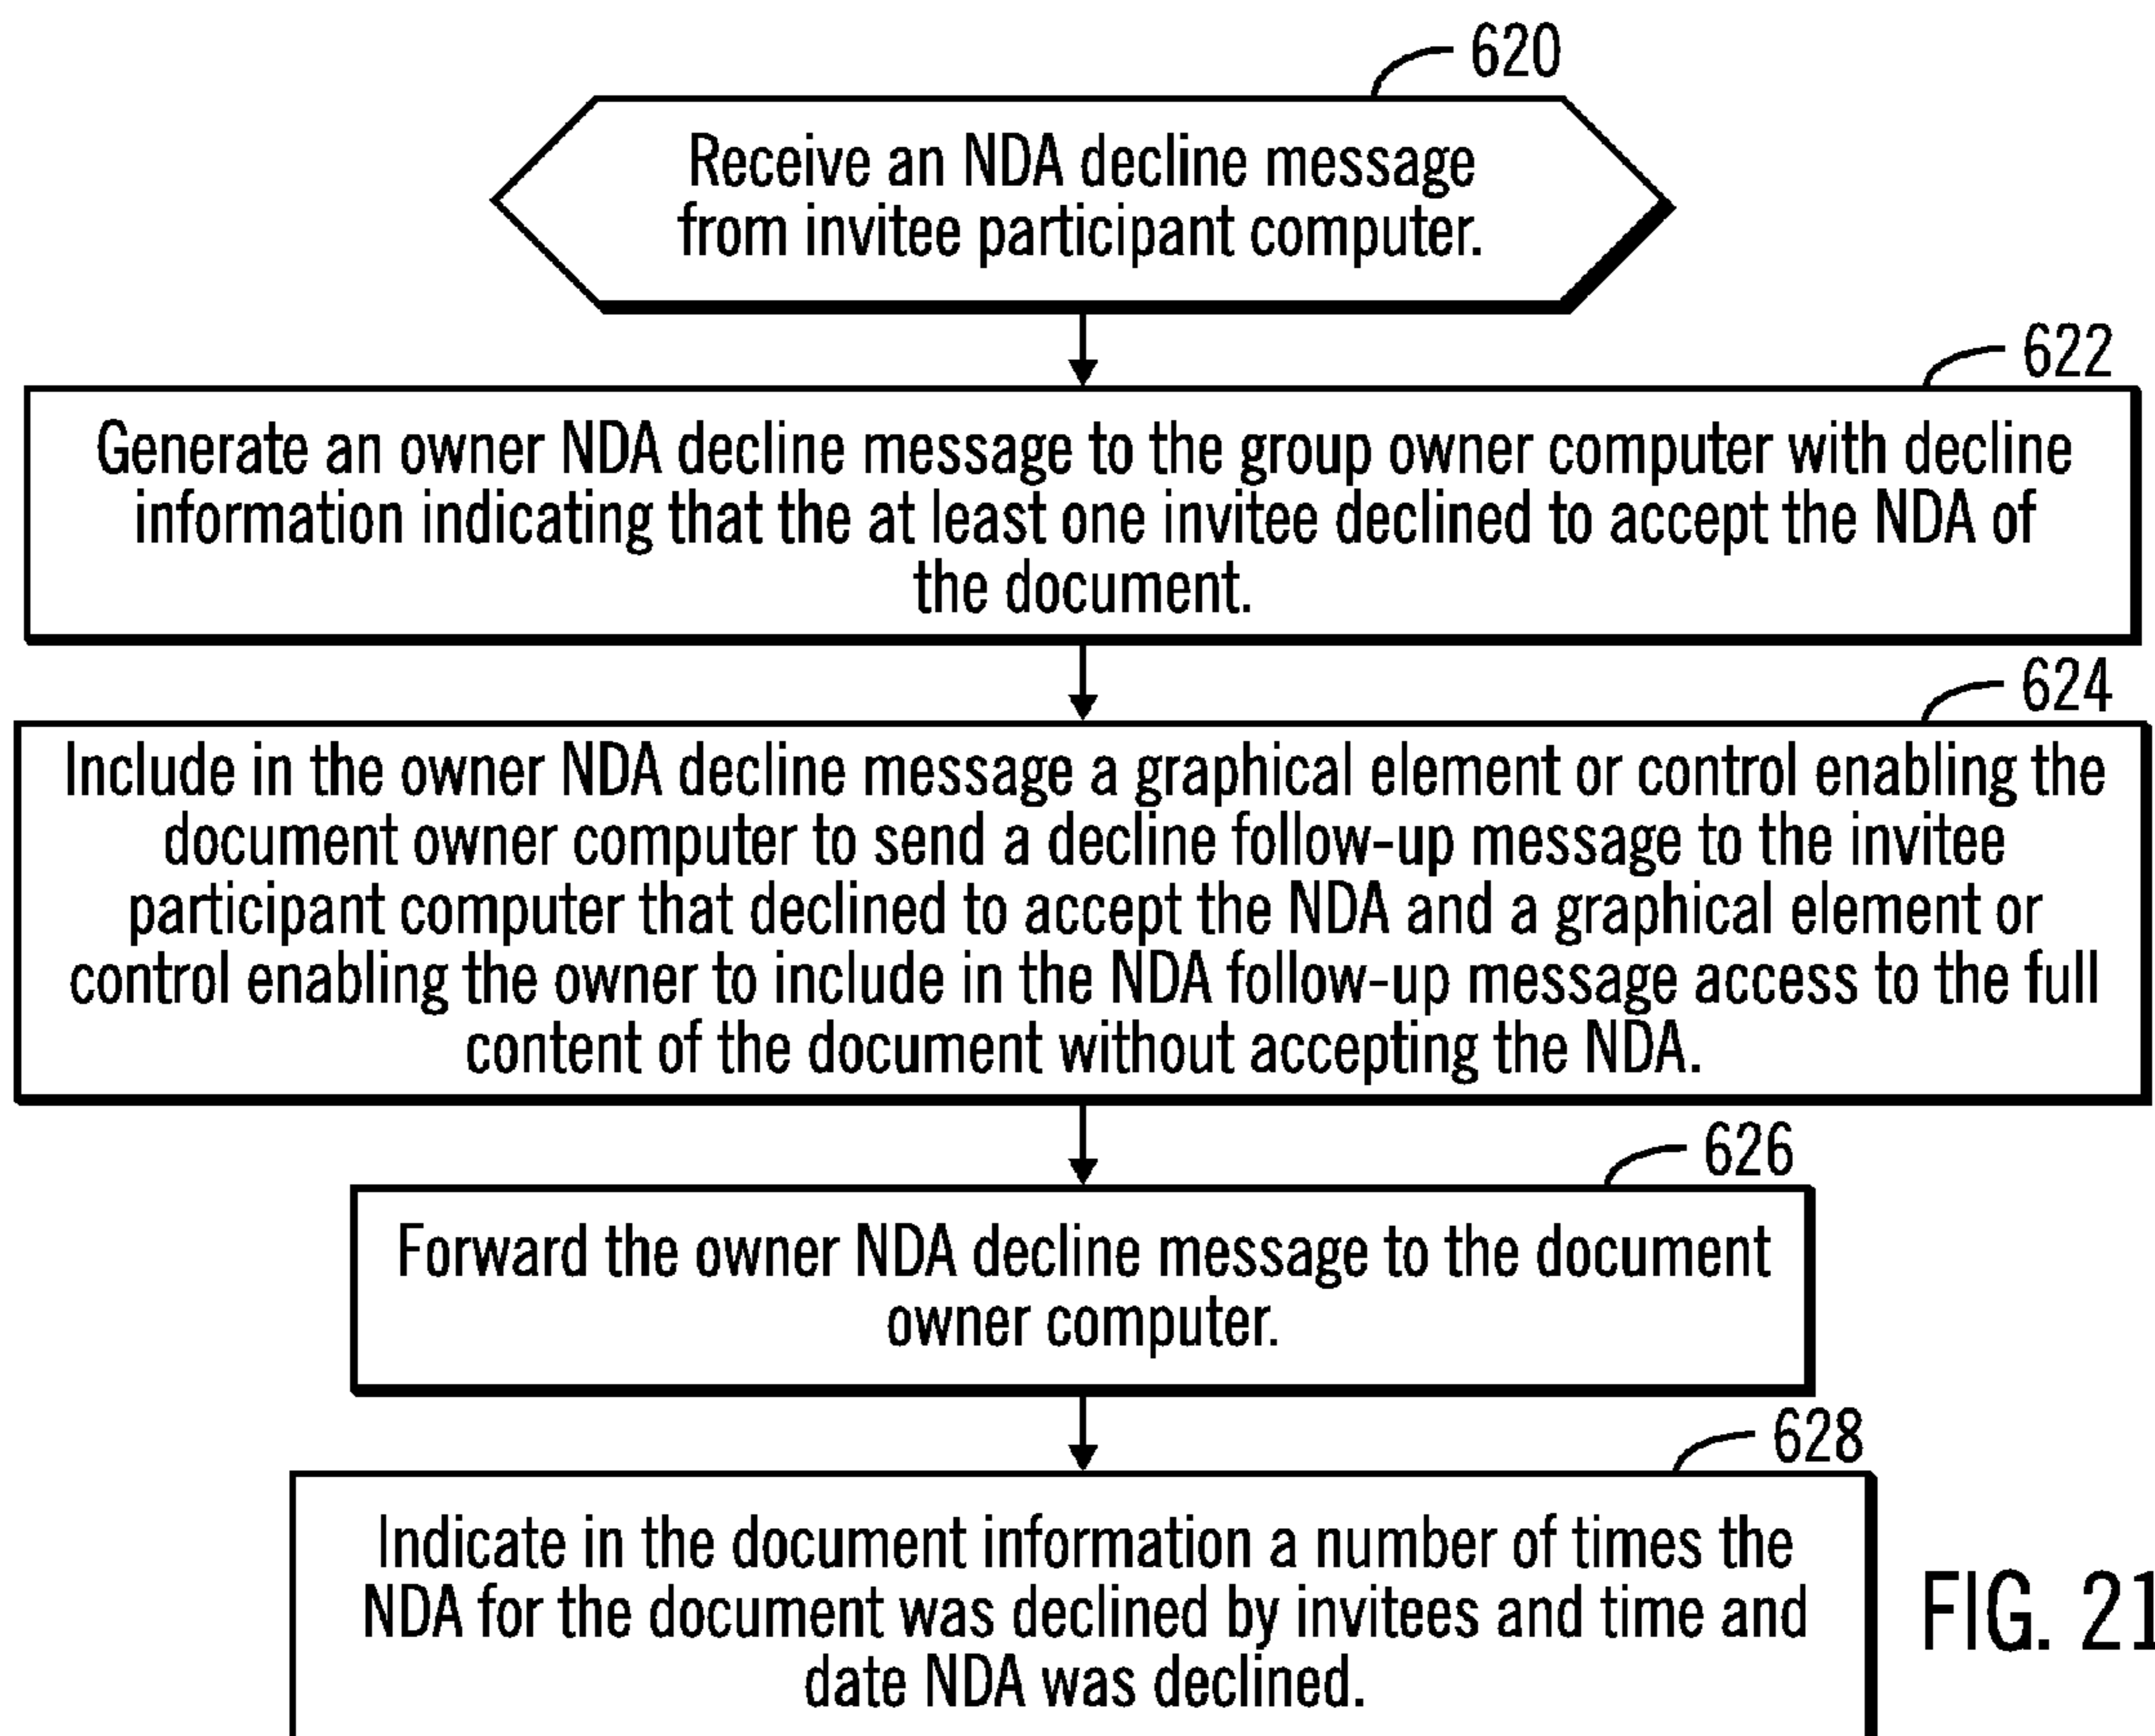 620
Receive an NDA decline message
from invitee participant computer.
622
Generate an owner NDA decline message to the group owner computer with decline
information indicating that the at least one invitee declined to accept the NDA of
the document.
624
Include in the owner NDA decline message a graphical element or control enabling the
document owner computer to send a decline follow-up message to the invitee
participant computer that declined to accept the NDA and a graphical element or
control enabling the owner to include in the NDA follow-up message access to the full
content of the document without accepting the NDA.
626
Forward the owner NDA decline message to the document
owner computer.
628
Indicate in the document information a number of times the
NDA for the document was declined by invitees and time and
date NDA was declined.
FIG. 21